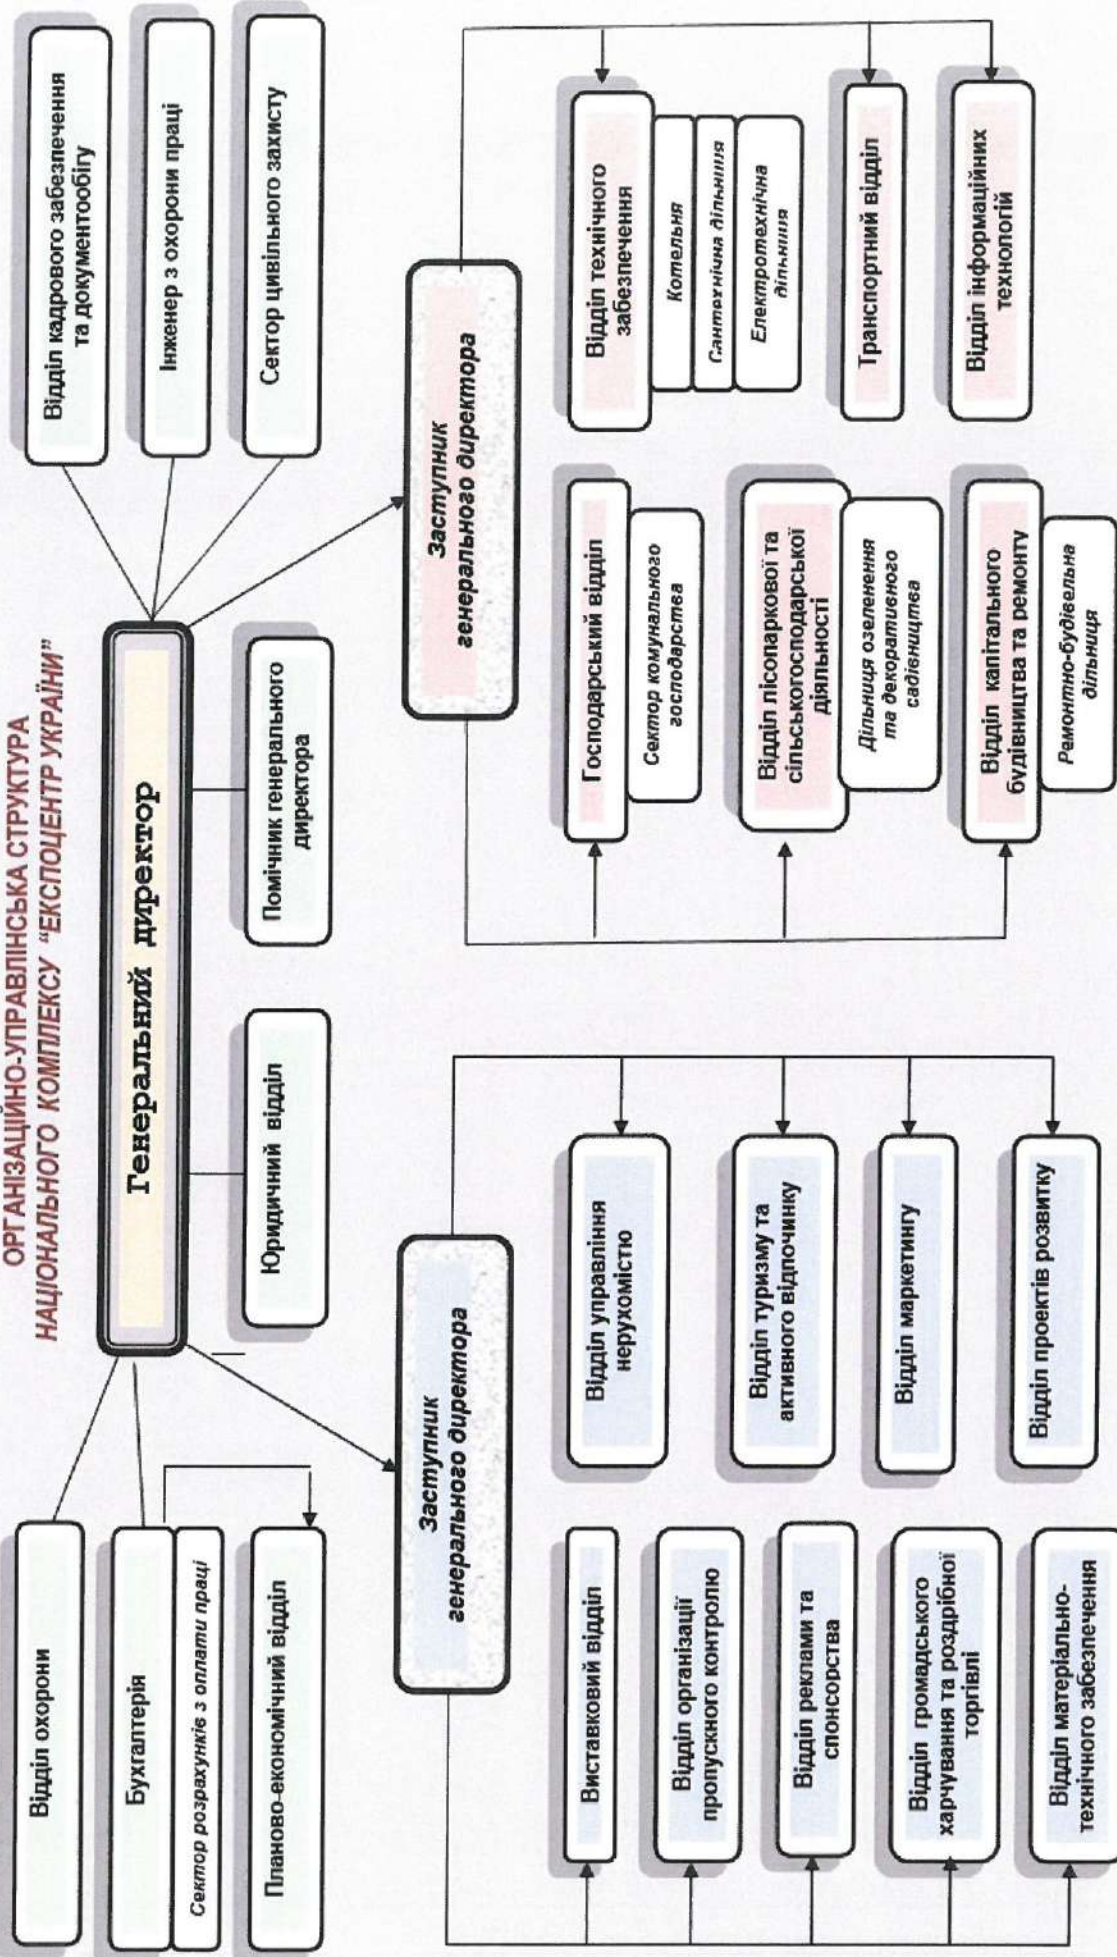 ОРГАНІЗАЦІЙНО-УПРАВЛІНСЬКА СТРУКТУРА
НАЦІОНАЛЬНОГО КОМПЛЕКСУ “ЕКСПОЦЕНТР УКРАЇНИ”
Генеральний директор
Відділ охорони
Бухгалтерія
Сектор розрахунків з оплати праці
Планово-економічний відділ
Юридичний відділ
Помічник генерального
директора
Відділ кадрового забезпечення
та документообігу
Інженер з охорони праці
Сектор цивільного захисту
Заступник
генерального директора
Виставковий відділ
Відділ організації
пропускного контролю
Відділ реклами та
спонсорства
Відділ громадського
харчування та роздрібної
торгівлі
Відділ матеріально-
технічного забезпечення
Відділ управління
нерухомістю
Відділ туризму та
активного відпочинку
Відділ маркетингу
Відділ проектів розвитку
Заступник
генерального директора
Господарський відділ
Сектор комунального
господарства
Відділ лісопаркової та
сільськогосподарської
діяльності
Дільниця озеленення
та декоративного
садівництва
Відділ капітального
будівництва та ремонту
Ремонтно-будівельна
дільниця
Відділ технічного
забезпечення
Котельня
Сантехнічна дільниця
Електротехнічна
дільниця
Транспортний відділ
Відділ інформаційних
технологій